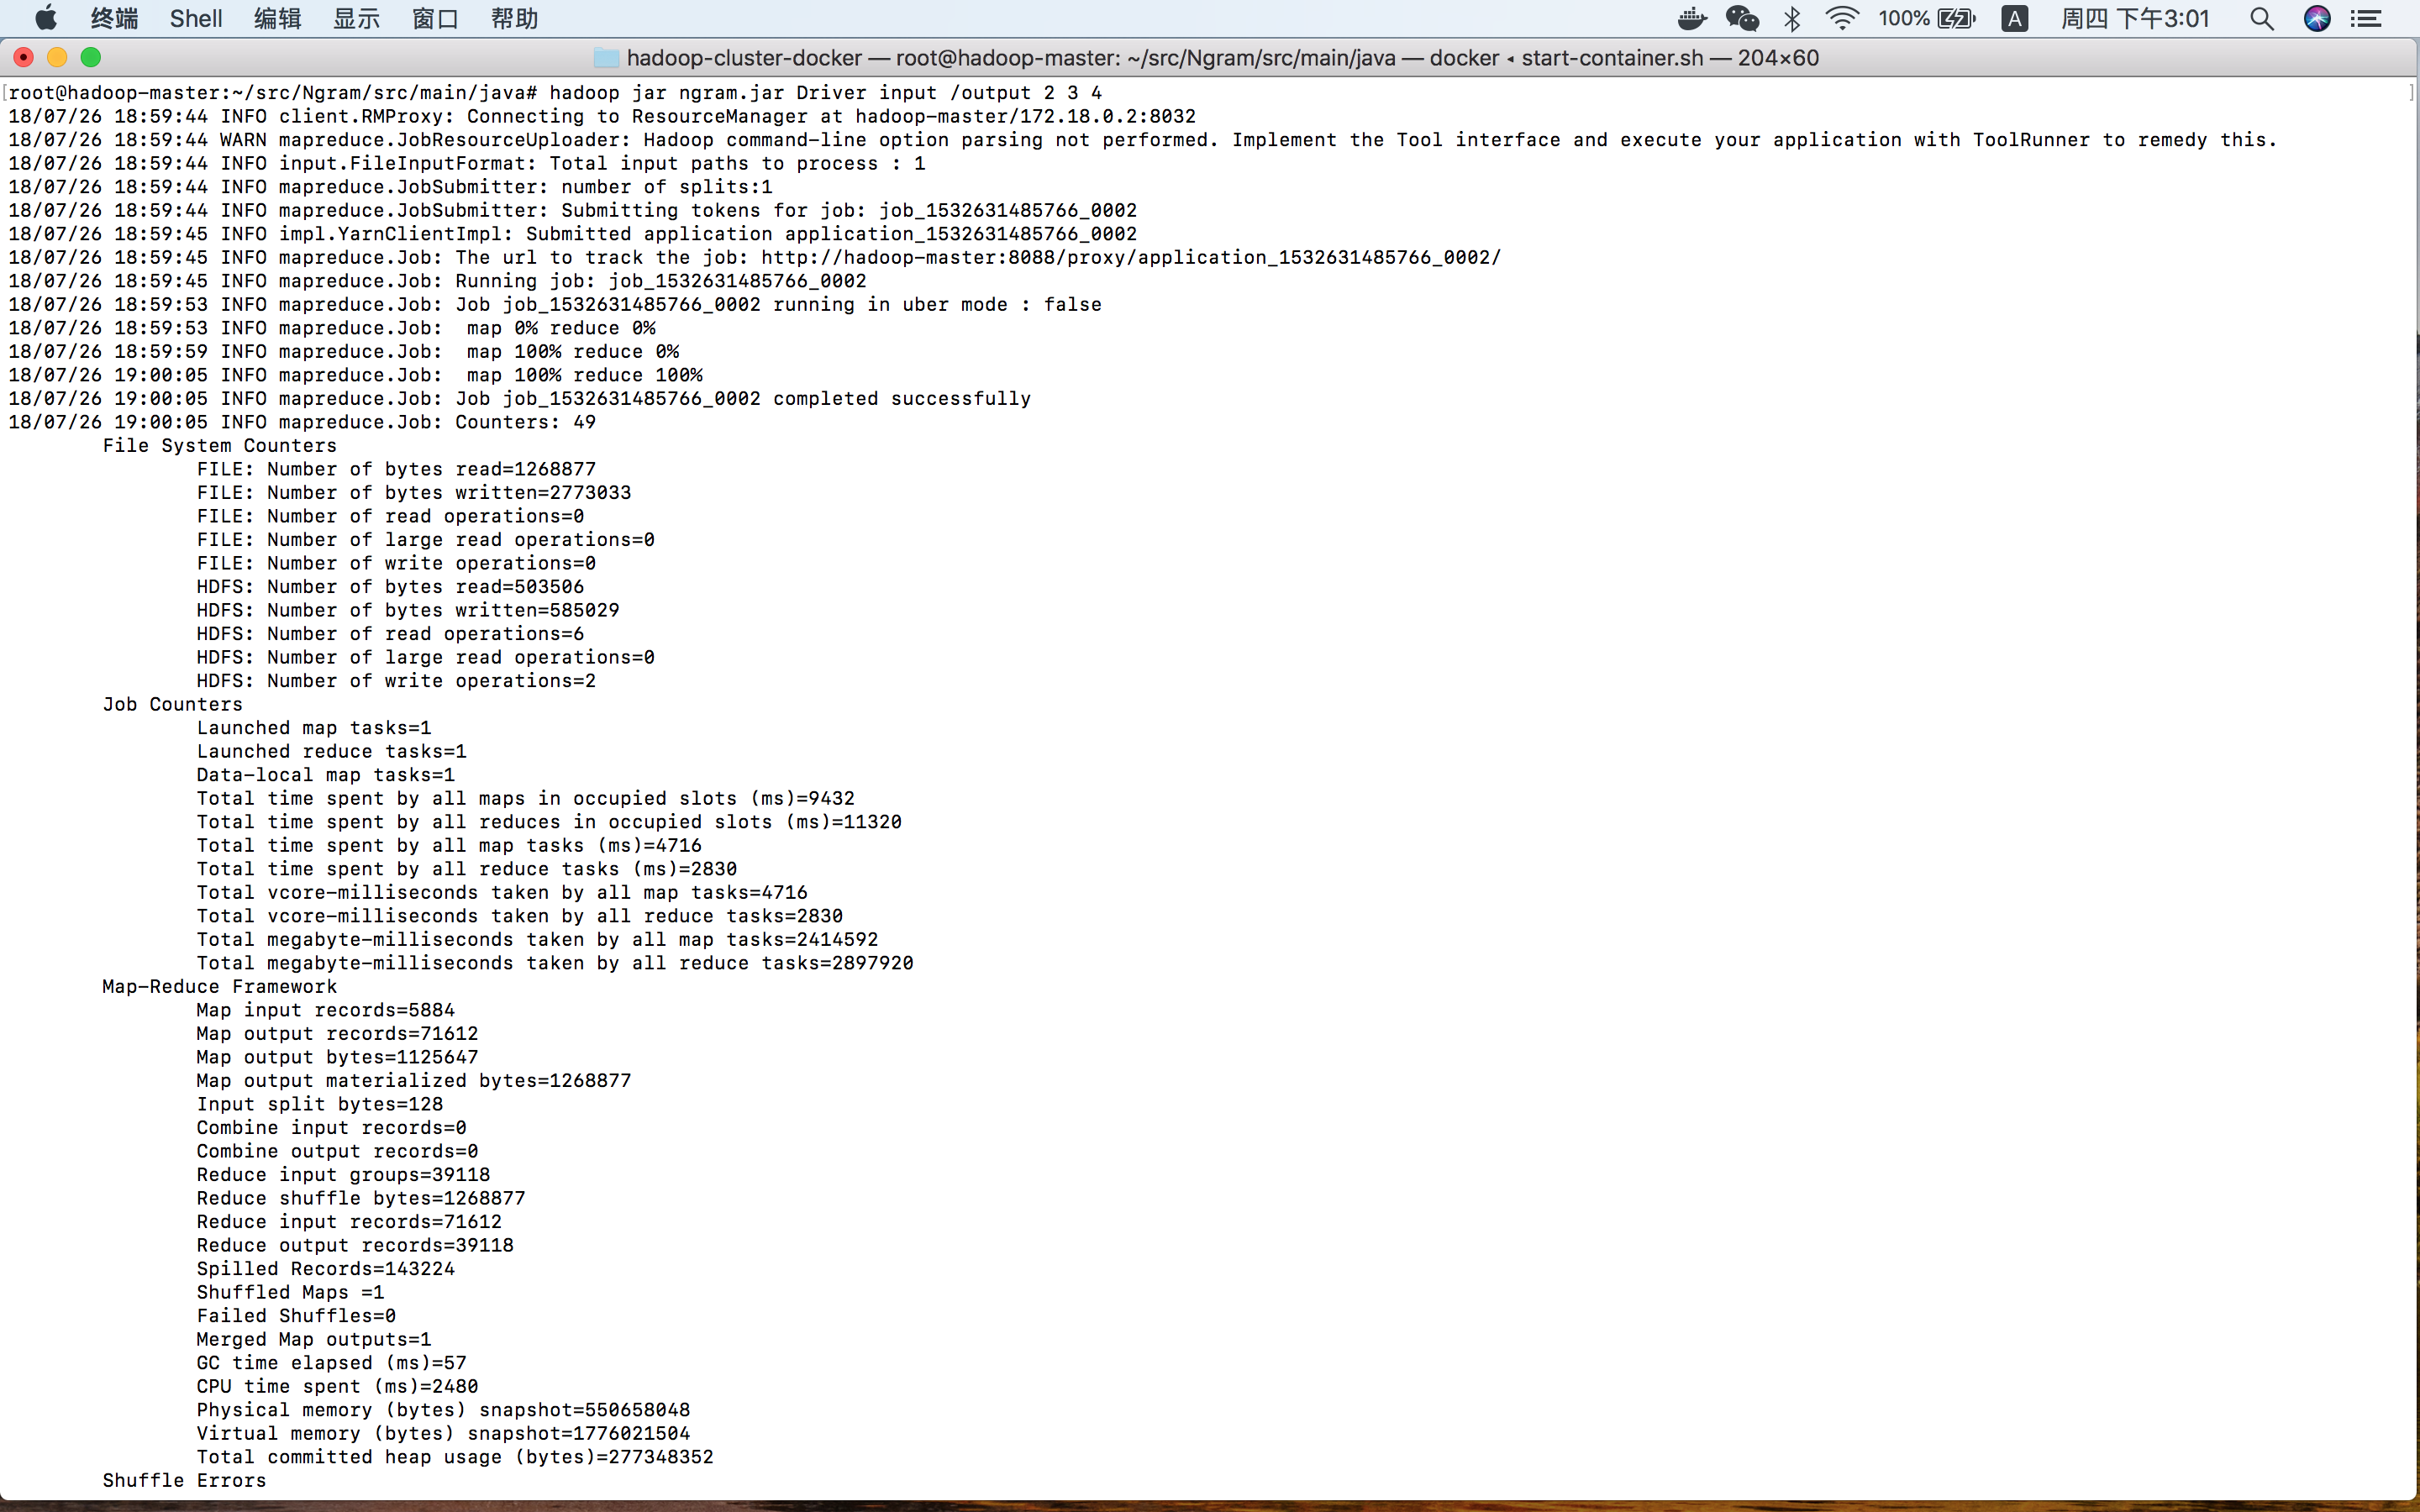 终端 Shell 编辑 显示 窗口 帮助 100% A 周四 下午3:01
hadoop-cluster-docker — root@hadoop-master: ~/src/Ngram/src/main/java — docker ◂ start-container.sh — 204×60
[root@hadoop-master:~/src/Ngram/src/main/java# hadoop jar ngram.jar Driver input /output 2 3 4 ]
18/07/26 18:59:44 INFO client.RMProxy: Connecting to ResourceManager at hadoop-master/172.18.0.2:8032
18/07/26 18:59:44 WARN mapreduce.JobResourceUploader: Hadoop command-line option parsing not performed. Implement the Tool interface and execute your application with ToolRunner to remedy this.
18/07/26 18:59:44 INFO input.FileInputFormat: Total input paths to process : 1
18/07/26 18:59:44 INFO mapreduce.JobSubmitter: number of splits:1
18/07/26 18:59:44 INFO mapreduce.JobSubmitter: Submitting tokens for job: job_1532631485766_0002
18/07/26 18:59:45 INFO impl.YarnClientImpl: Submitted application application_1532631485766_0002
18/07/26 18:59:45 INFO mapreduce.Job: The url to track the job: http://hadoop-master:8088/proxy/application_1532631485766_0002/
18/07/26 18:59:45 INFO mapreduce.Job: Running job: job_1532631485766_0002
18/07/26 18:59:53 INFO mapreduce.Job: Job job_1532631485766_0002 running in uber mode : false
18/07/26 18:59:53 INFO mapreduce.Job:  map 0% reduce 0%
18/07/26 18:59:59 INFO mapreduce.Job:  map 100% reduce 0%
18/07/26 19:00:05 INFO mapreduce.Job:  map 100% reduce 100%
18/07/26 19:00:05 INFO mapreduce.Job: Job job_1532631485766_0002 completed successfully
18/07/26 19:00:05 INFO mapreduce.Job: Counters: 49
File System Counters
FILE: Number of bytes read=1268877
FILE: Number of bytes written=2773033
FILE: Number of read operations=0
FILE: Number of large read operations=0
FILE: Number of write operations=0
HDFS: Number of bytes read=503506
HDFS: Number of bytes written=585029
HDFS: Number of read operations=6
HDFS: Number of large read operations=0
HDFS: Number of write operations=2
Job Counters
Launched map tasks=1
Launched reduce tasks=1
Data-local map tasks=1
Total time spent by all maps in occupied slots (ms)=9432
Total time spent by all reduces in occupied slots (ms)=11320
Total time spent by all map tasks (ms)=4716
Total time spent by all reduce tasks (ms)=2830
Total vcore-milliseconds taken by all map tasks=4716
Total vcore-milliseconds taken by all reduce tasks=2830
Total megabyte-milliseconds taken by all map tasks=2414592
Total megabyte-milliseconds taken by all reduce tasks=2897920
Map-Reduce Framework
Map input records=5884
Map output records=71612
Map output bytes=1125647
Map output materialized bytes=1268877
Input split bytes=128
Combine input records=0
Combine output records=0
Reduce input groups=39118
Reduce shuffle bytes=1268877
Reduce input records=71612
Reduce output records=39118
Spilled Records=143224
Shuffled Maps =1
Failed Shuffles=0
Merged Map outputs=1
GC time elapsed (ms)=57
CPU time spent (ms)=2480
Physical memory (bytes) snapshot=550658048
Virtual memory (bytes) snapshot=1776021504
Total committed heap usage (bytes)=277348352
Shuffle Errors